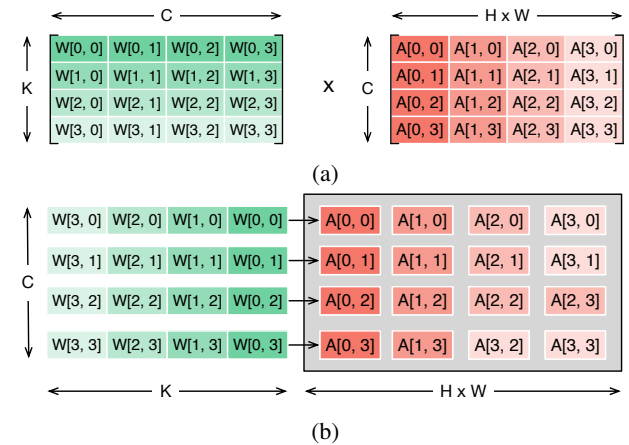 C H x W
W[0, 0] W[0, 1] W[0, 2] W[0, 3] A[0, 0] A[1, 0] A[2, 0] A[3, 0]
W[1, 0] W[1, 1] W[1, 2] W[1, 3] A[0, 1] A[1, 1] A[2, 1] A[3, 1]
K x C
W[2, 0] W[2, 1] W[2, 2] W[2, 3] A[0, 2] A[1, 2] A[2, 2] A[3, 2]
W[3, 0] W[3, 1] W[3, 2] W[3, 3] A[0, 3] A[1, 3] A[2, 3] A[3, 3]
(a)
W[3, 0] W[2, 0] W[1, 0] W[0, 0] A[0, 0] A[1, 0] A[2, 0] A[3, 0]
W[3, 1] W[2, 1] W[1, 1] W[0, 1] A[0, 1] A[1, 1] A[2, 1] A[3, 1]
C
W[3, 2] W[2, 2] W[1, 2] W[0, 2] A[0, 2] A[1, 2] A[2, 2] A[2, 3]
W[3, 3] W[2, 3] W[1, 3] W[0, 3] A[0, 3] A[1, 3] A[3, 2] A[3, 3]
K H x W
(b)